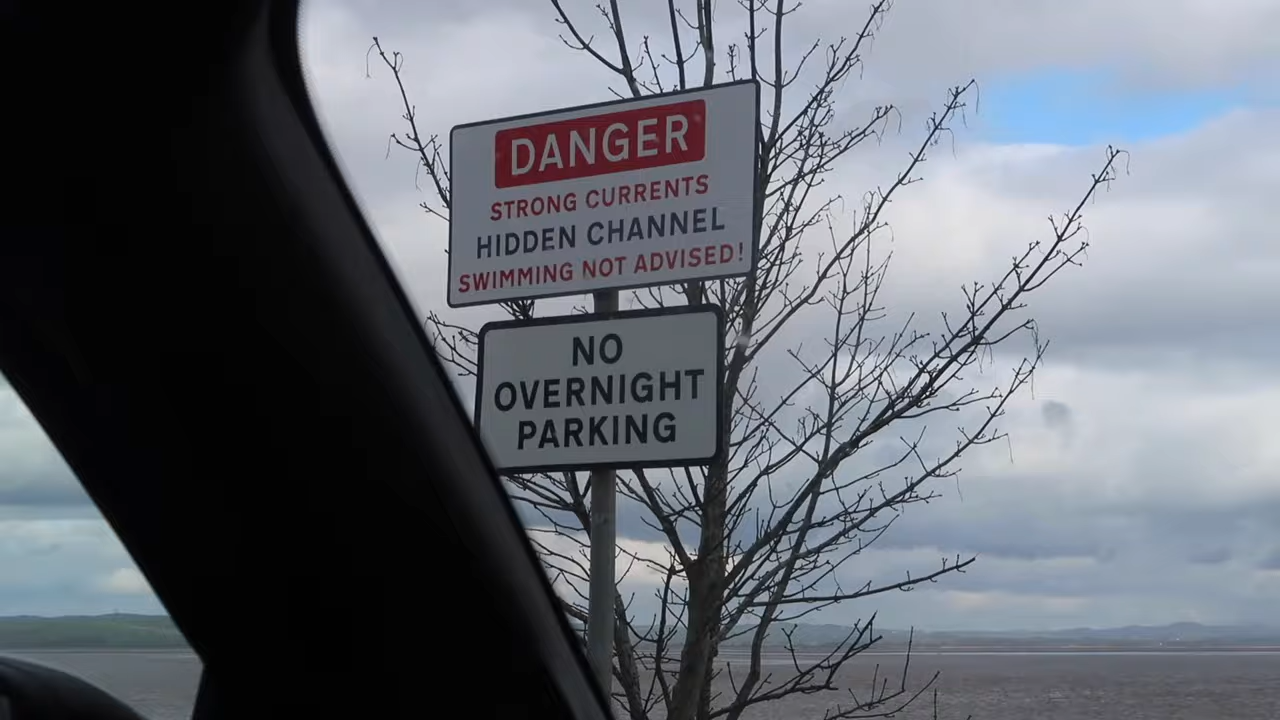 DANGER
STRONG CURRENTS
HIDDEN CHANNEL
SWIMMING NOT ADVISED!
NO
OVERNIGHT
PARKING